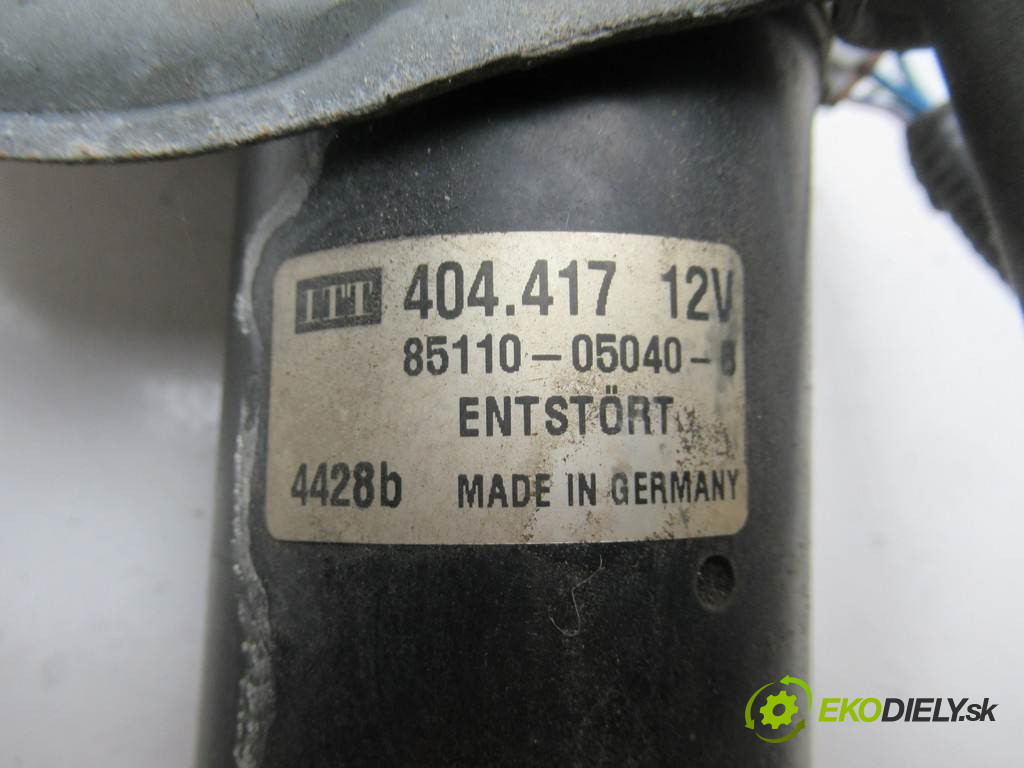 ITT 404.417 12V
85110-05040-B
ENTSTÖRT
4428b MADE IN GERMANY
EKODIELY.sk